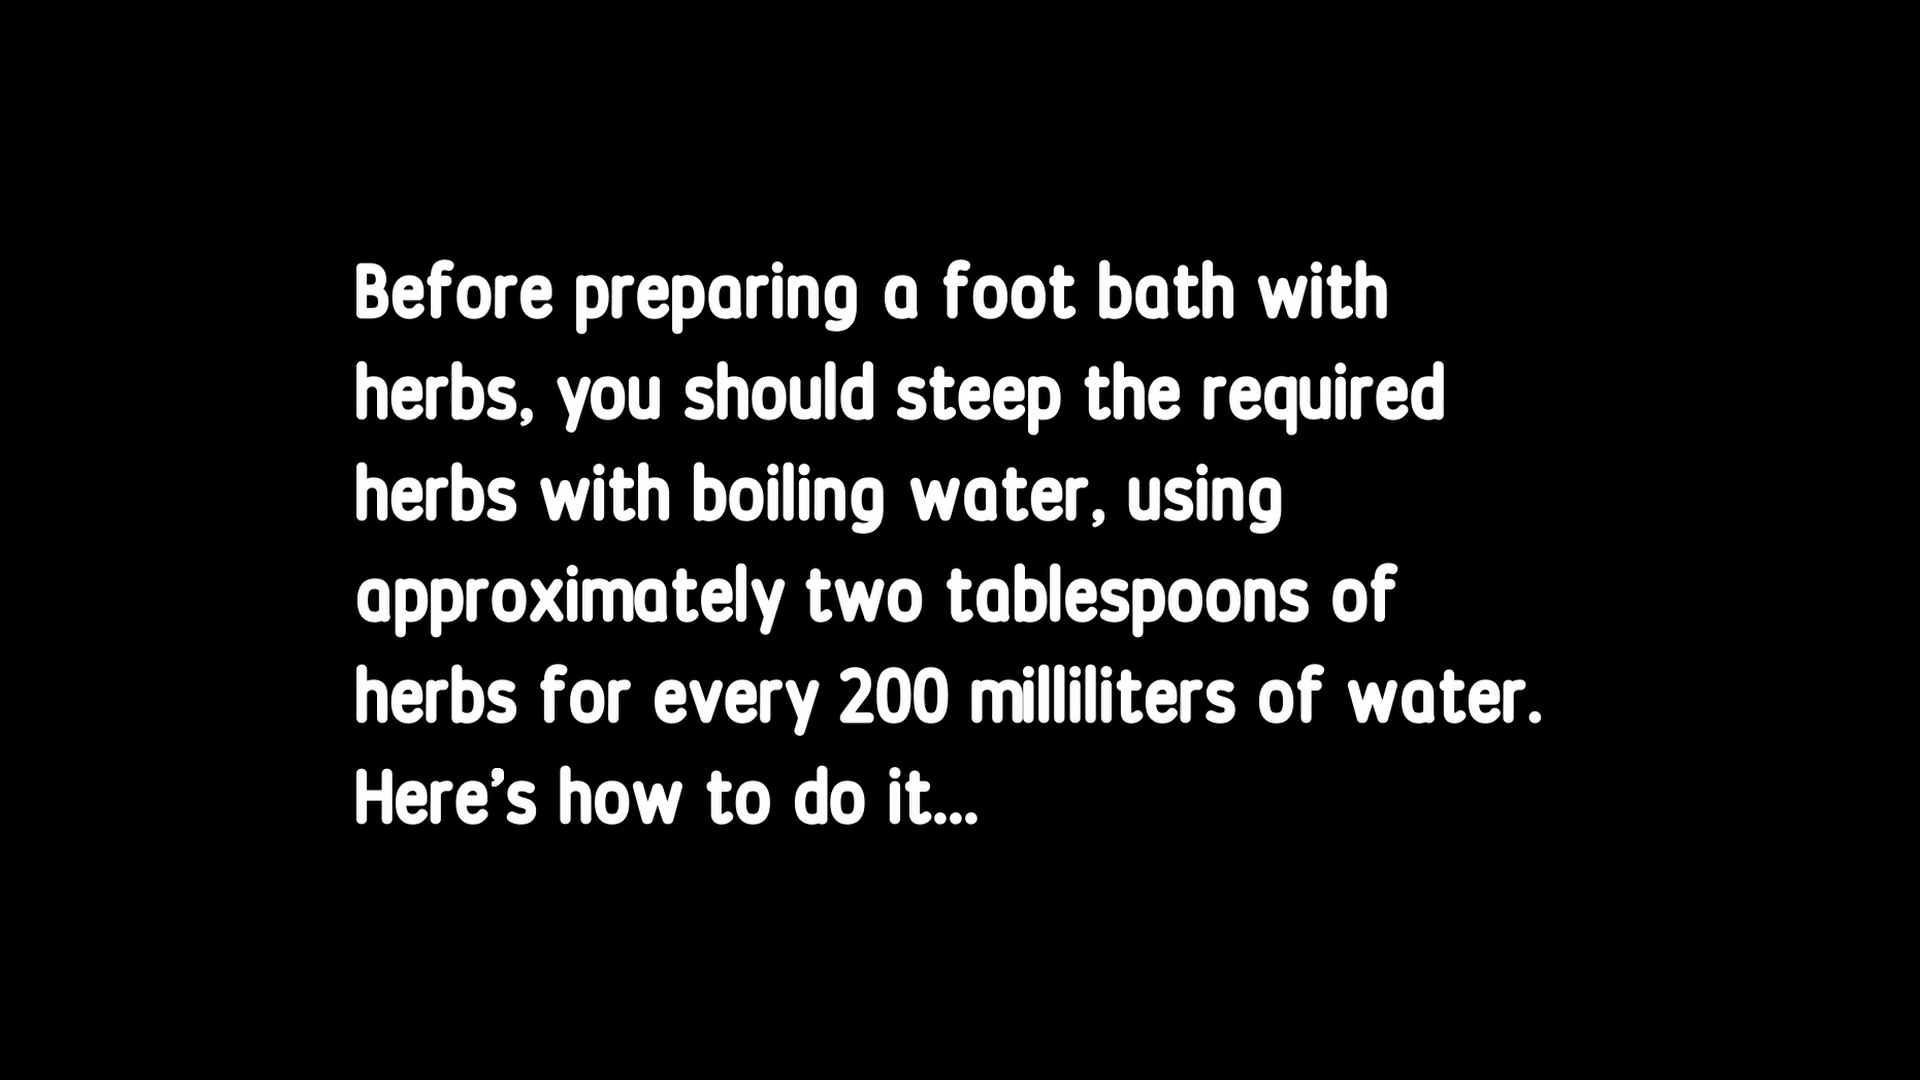 Before preparing a foot bath with
herbs, you should steep the required
herbs with boiling water, using
approximately two tablespoons of
herbs for every 200 milliliters of water.
Here’s how to do it...